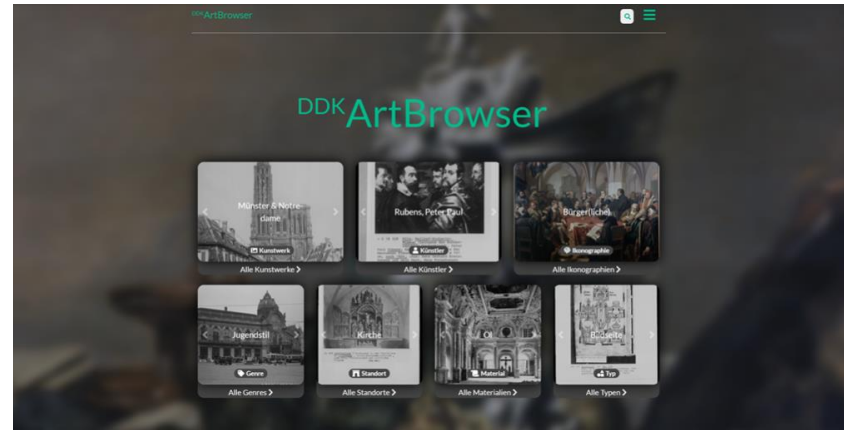 DDKArtBrowser
DDKArtBrowser
Münster & Notre-
dame
Kunstwerk
Alle Kunstwerke
Rubens, Peter Paul
Künstler
Alle Künstler
Bürger(liche)
Ikonographie
Alle Ikonographien
Jugendstil
Genre
Alle Genres
Kirche
Standort
Alle Standorte
Öl
Material
Alle Materialien
Bildseite
Typ
Alle Typen